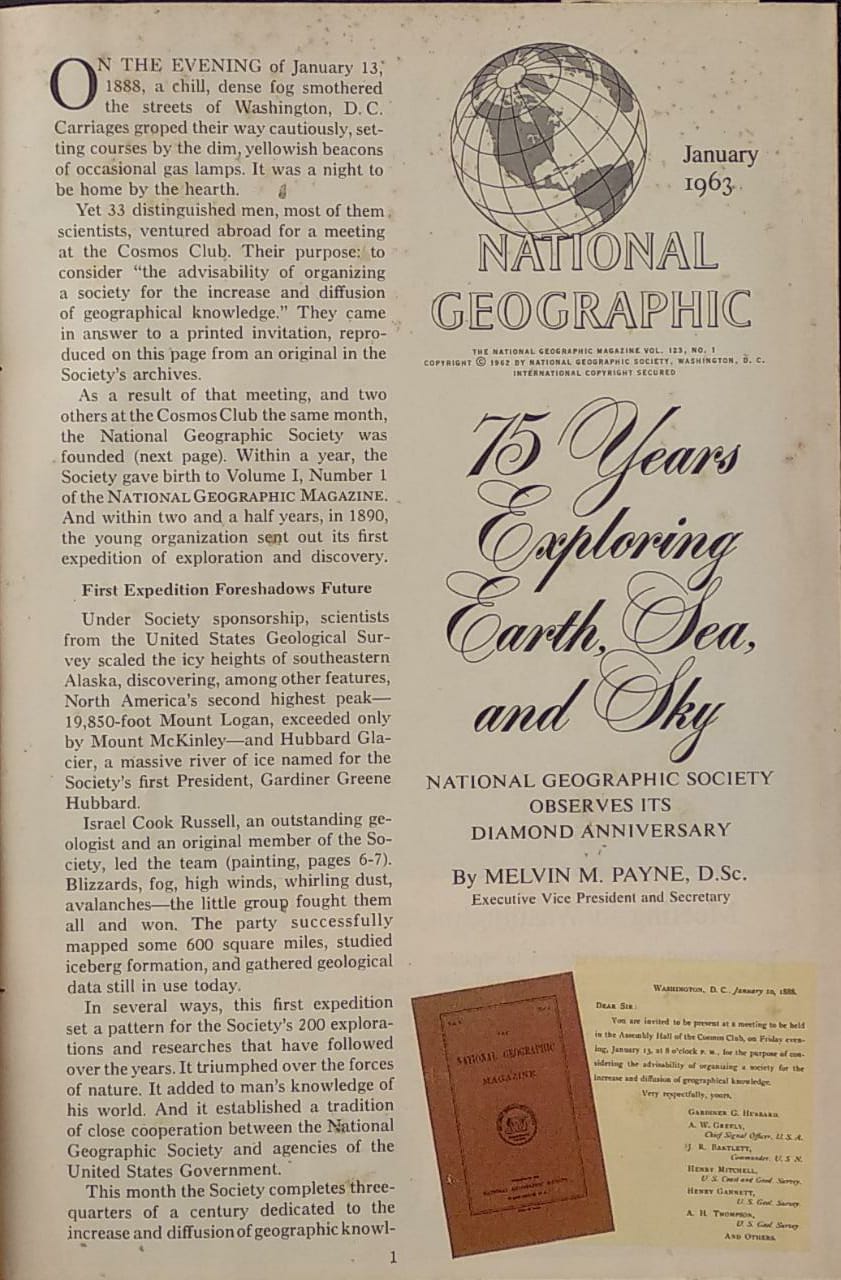 ON THE EVENING of January 13,
1888, a chill, dense fog smothered
the streets of Washington, D. C.
Carriages groped their way cautiously, set-
ting courses by the dim, yellowish beacons
of occasional gas lamps. It was a night to
be home by the hearth.
Yet 33 distinguished men, most of them
scientists, ventured abroad for a meeting
at the Cosmos Club. Their purpose: to
consider “the advisability of organizing
a society for the increase and diffusion
of geographical knowledge.” They came
in answer to a printed invitation, repro-
duced on this page from an original in the
Society's archives.
As a result of that meeting, and two
others at the Cosmos Club the same month,
the National Geographic Society was
founded (next page). Within a year, the
Society gave birth to Volume I, Number 1
of the NATIONAL GEOGRAPHIC MAGAZINE.
And within two and a half years, in 1890,
the young organization sent out its first
expedition of exploration and discovery.
First Expedition Foreshadows Future
Under Society sponsorship, scientists
from the United States Geological Sur-
vey scaled the icy heights of southeastern
Alaska, discovering, among other features,
North America's second highest peak—
19,850-foot Mount Logan, exceeded only
by Mount McKinley—and Hubbard Gla-
cier, a massive river of ice named for the
Society's first President, Gardiner Greene
Hubbard.
Israel Cook Russell, an outstanding ge-
ologist and an original member of the So-
ciety, led the team (painting, pages 6-7).
Blizzards, fog, high winds, whirling dust,
avalanches—the little group fought them
all and won. The party successfully
mapped some 600 square miles, studied
iceberg formation, and gathered geological
data still in use today.
In several ways, this first expedition
set a pattern for the Society's 200 explora-
tions and researches that have followed
over the years. It triumphed over the forces
of nature. It added to man's knowledge of
his world. And it established a tradition
of close cooperation between the National
Geographic Society and agencies of the
United States Government.
This month the Society completes three-
quarters of a century dedicated to the
increase and diffusion of geographic knowl-
1
January
1963
NATIONAL
GEOGRAPHIC
THE NATIONAL GEOGRAPHIC MAGAZINE VOL. 123, NO. 1
COPYRIGHT © 1962 BY NATIONAL GEOGRAPHIC SOCIETY, WASHINGTON, D. C.
INTERNATIONAL COPYRIGHT SECURED
75 Years
Exploring
Earth, Sea,
and Sky
NATIONAL GEOGRAPHIC SOCIETY
OBSERVES ITS
DIAMOND ANNIVERSARY
By MELVIN M. PAYNE, D.Sc.
Executive Vice President and Secretary
THE
NATIONAL GEOGRAPHIC
MAGAZINE
WASHINGTON, D. C., January 10, 1888.
DEAR SIR:
You are invited to be present at a meeting to be held
in the Assembly Hall of the Cosmos Club, on Friday even-
ing, January 13, at 8 o'clock P. M., for the purpose of con-
sidering the advisability of organizing a society for the
increase and diffusion of geographical knowledge.
Very respectfully, yours,
GARDINER G. HUBBARD.
A. W. GREELY,
Chief Signal Officer, U. S. A.
J. R. BARTLETT,
Commander, U. S. N.
HENRY MITCHELL,
U. S. Coast and Geod. Survey.
HENRY GANNETT,
U. S. Geol. Survey.
A. H. THOMPSON,
U. S. Geol. Survey
AND OTHERS.